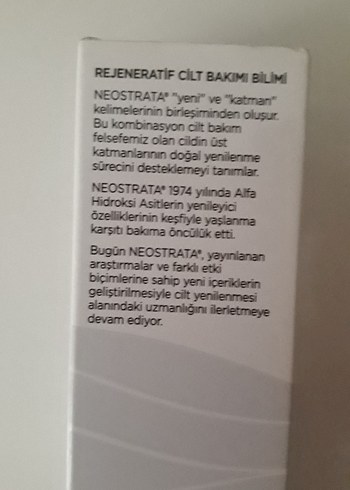 REJENERATİF CİLT BAKIMI BİLİMİ
NEOSTRATA® "yeni" ve "katman"
kelimelerinin birleşiminden oluşur.
Bu kombinasyon cilt bakım
felsefemiz olan cildin üst
katmanlarının doğal yenilenme
sürecini desteklemeyi tanımlar.
NEOSTRATA® 1974 yılında Alfa
Hidroksi Asitlerin yenileyici
özelliklerinin keşfiyle yaşlanma
karşıtı bakıma öncülük etti.
Bugün NEOSTRATA®, yayınlanan
araştırmalar ve farklı etki
biçimlerine sahip yeni içeriklerin
geliştirilmesiyle cilt yenilenmesi
alanındaki uzmanlığını ilerletmeye
devam ediyor.